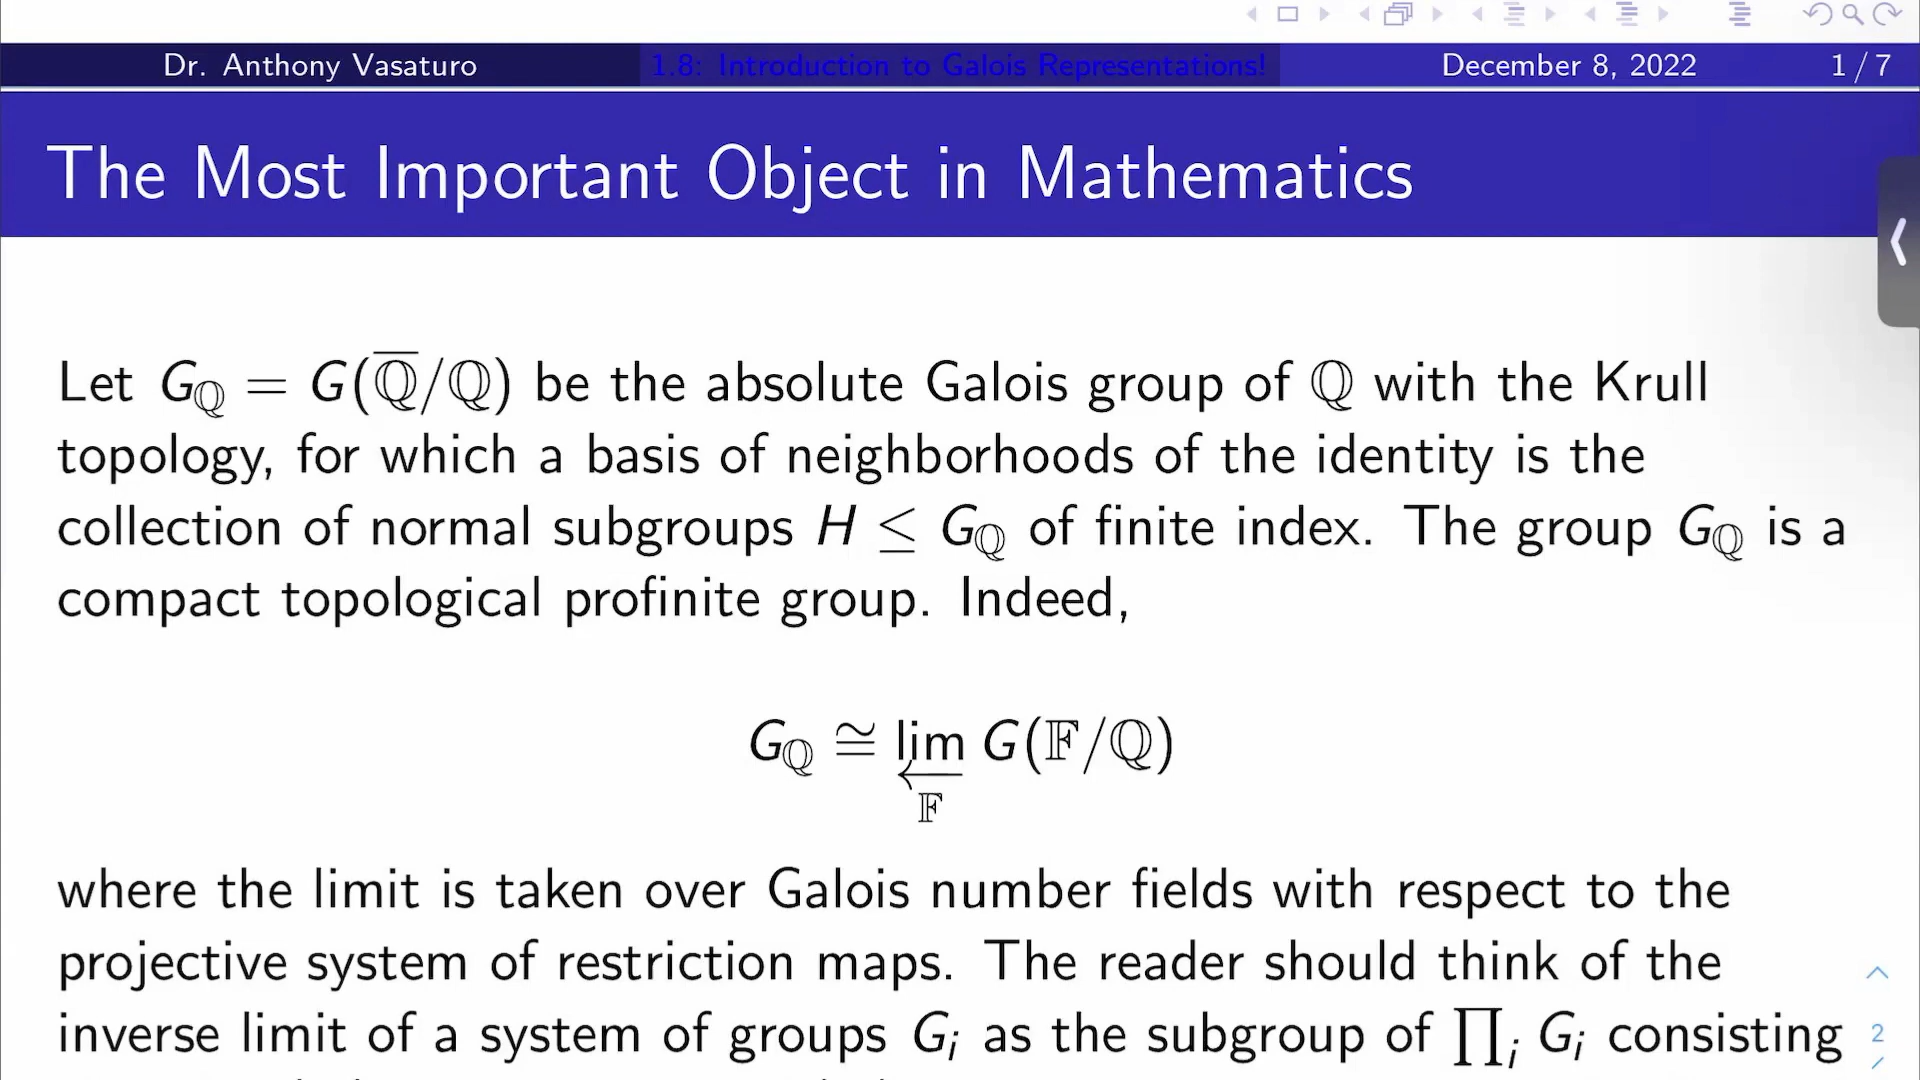 Dr. Anthony Vasaturo 1.8: Introduction to Galois Representations! December 8, 2022 1 / 7
The Most Important Object in Mathematics
Let G_ℚ = G(ℚ̅/ℚ) be the absolute Galois group of ℚ with the Krull
topology, for which a basis of neighborhoods of the identity is the
collection of normal subgroups H ≤ G_ℚ of finite index. The group G_ℚ is a
compact topological profinite group. Indeed,
G_ℚ ≅ lim G(𝔽/ℚ)
←
𝔽
where the limit is taken over Galois number fields with respect to the
projective system of restriction maps. The reader should think of the
inverse limit of a system of groups G_i as the subgroup of ∏_i G_i consisting
2